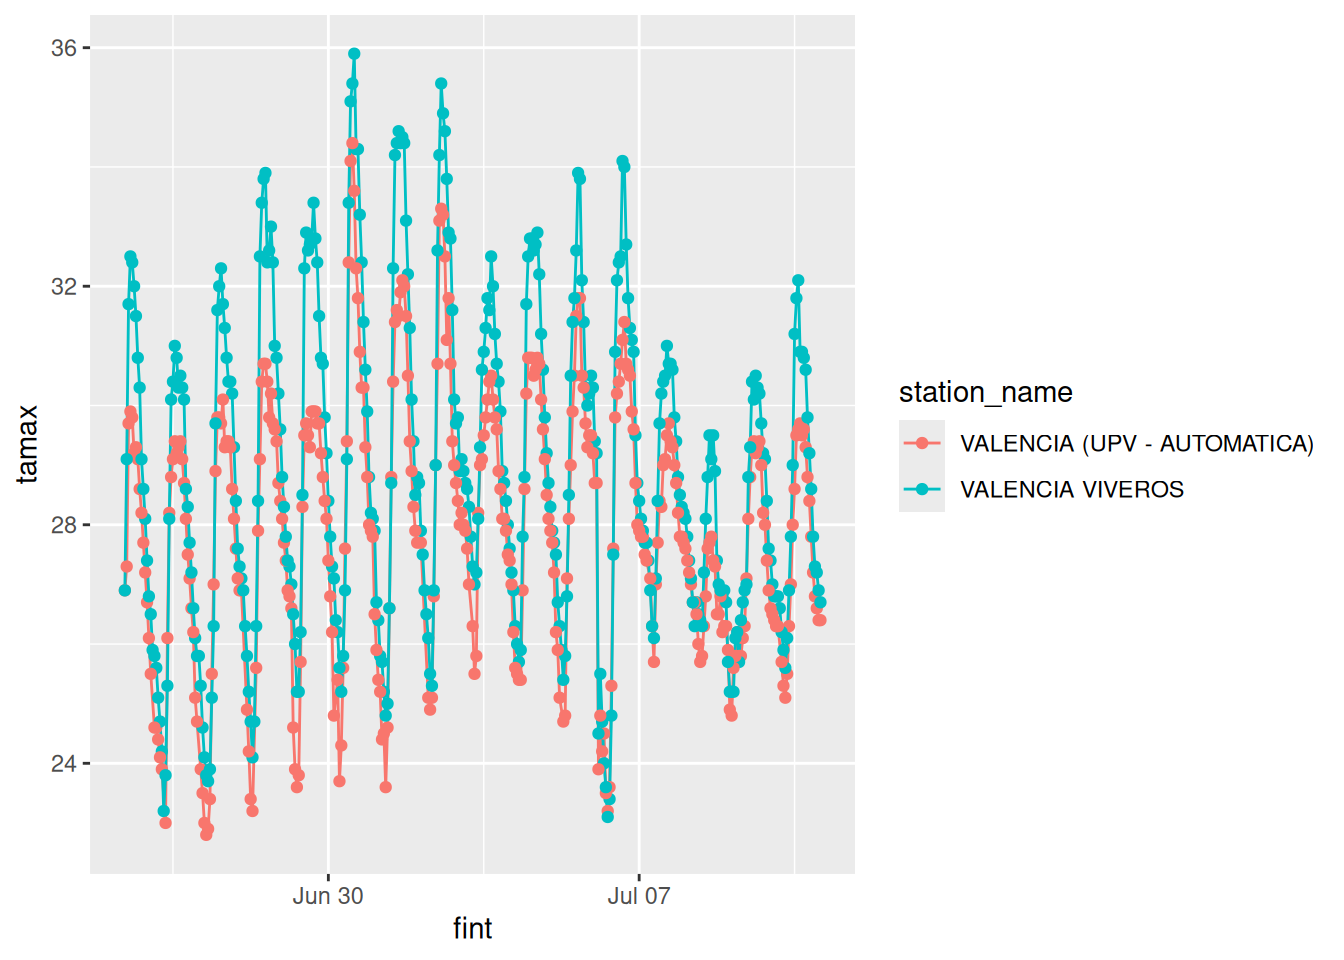 36
32
28
24
tamax
Jun 30
Jul 07
fint
station_name
VALENCIA (UPV - AUTOMATICA)
VALENCIA VIVEROS